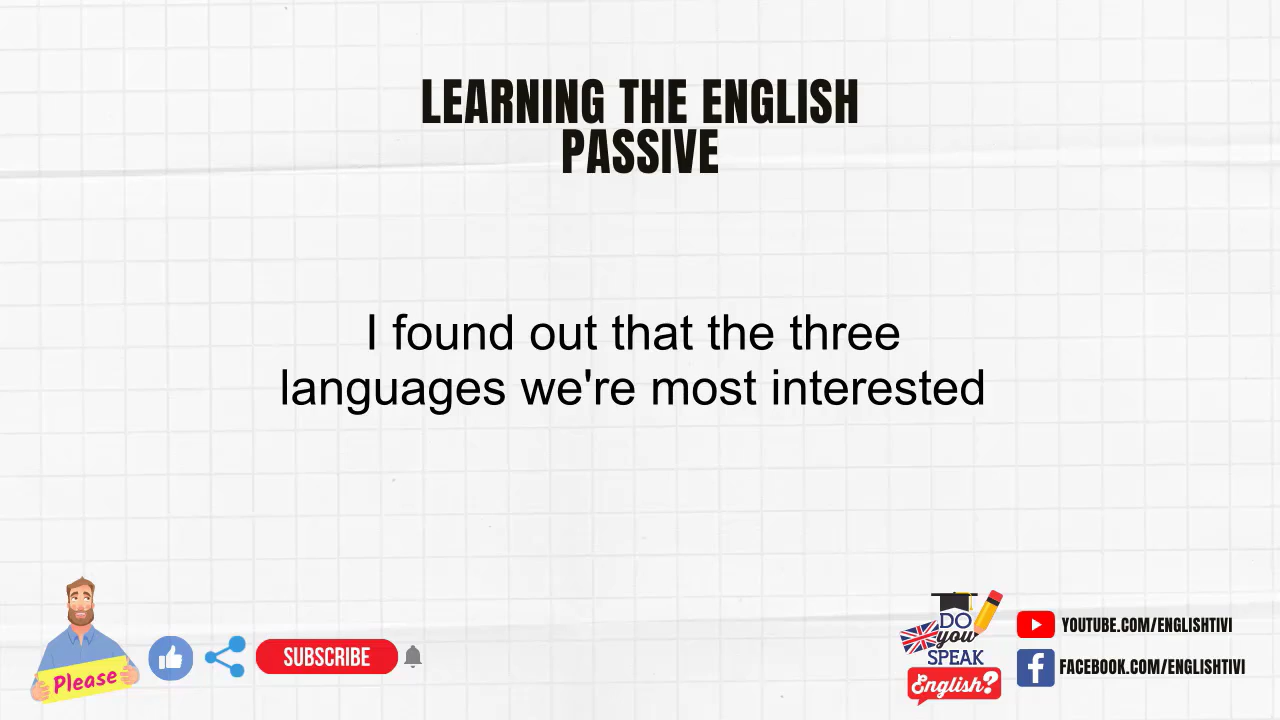 LEARNING THE ENGLISH
PASSIVE
I found out that the three
languages we're most interested
Please
SUBSCRIBE
DO
you
SPEAK
English?
YOUTUBE.COM/ENGLISHTIVI
FACEBOOK.COM/ENGLISHTIVI